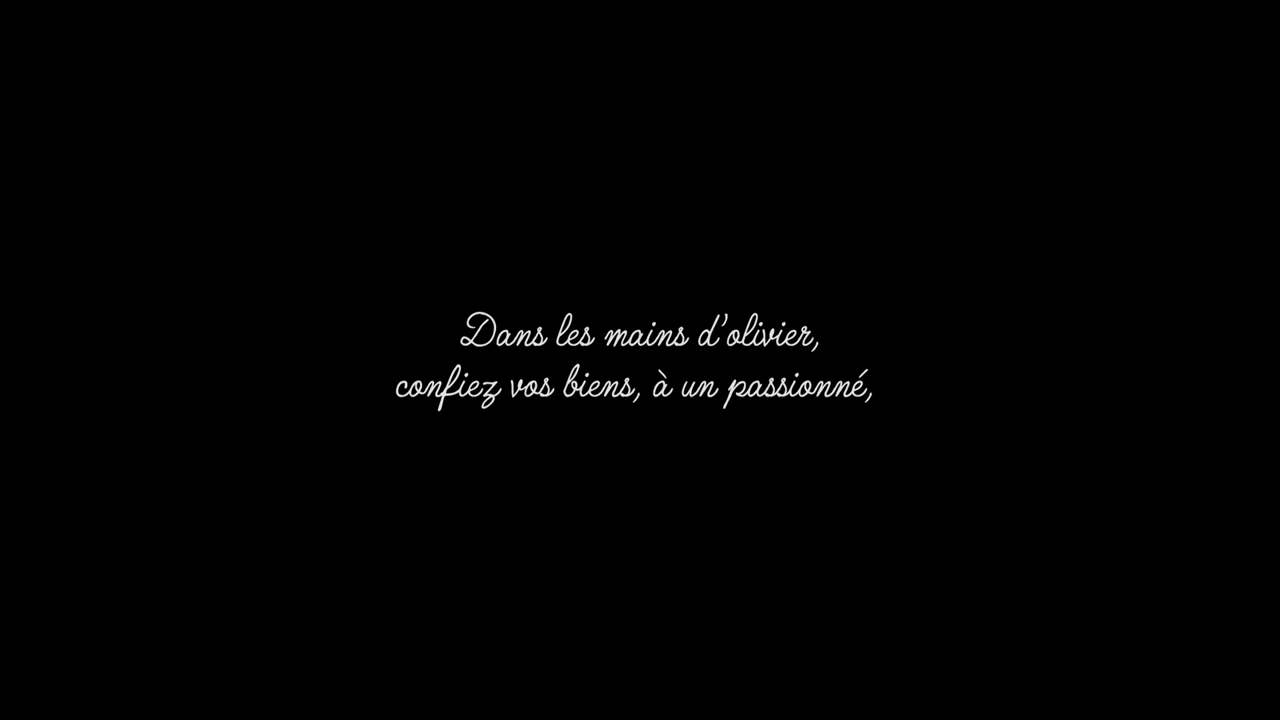 Dans les mains d'olivier,
confiez vos biens, à un passionné,